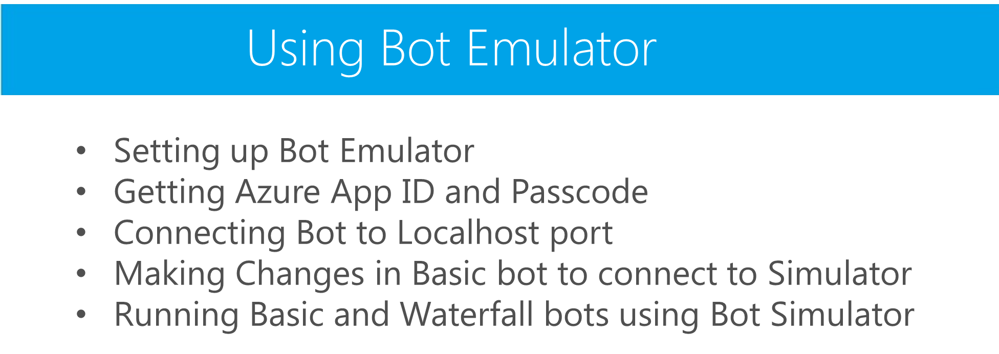 Using Bot Emulator
• Setting up Bot Emulator
• Getting Azure App ID and Passcode
• Connecting Bot to Localhost port
• Making Changes in Basic bot to connect to Simulator
• Running Basic and Waterfall bots using Bot Simulator